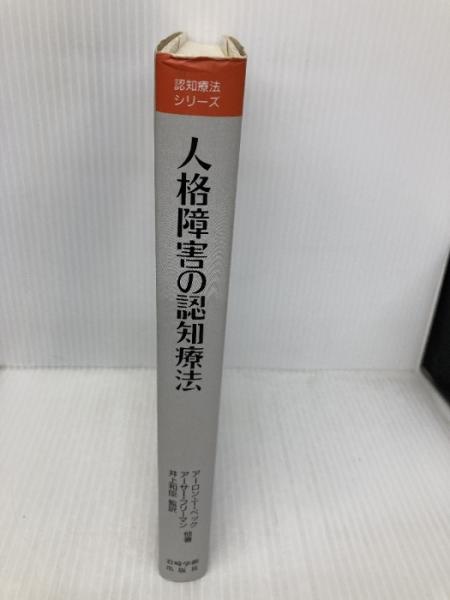 認知療法
シリーズ
人格障害の認知療法
アーロン・T・ベック
アーサー・フリーマン 他著
井上和臣 監訳
岩崎学術
出版社